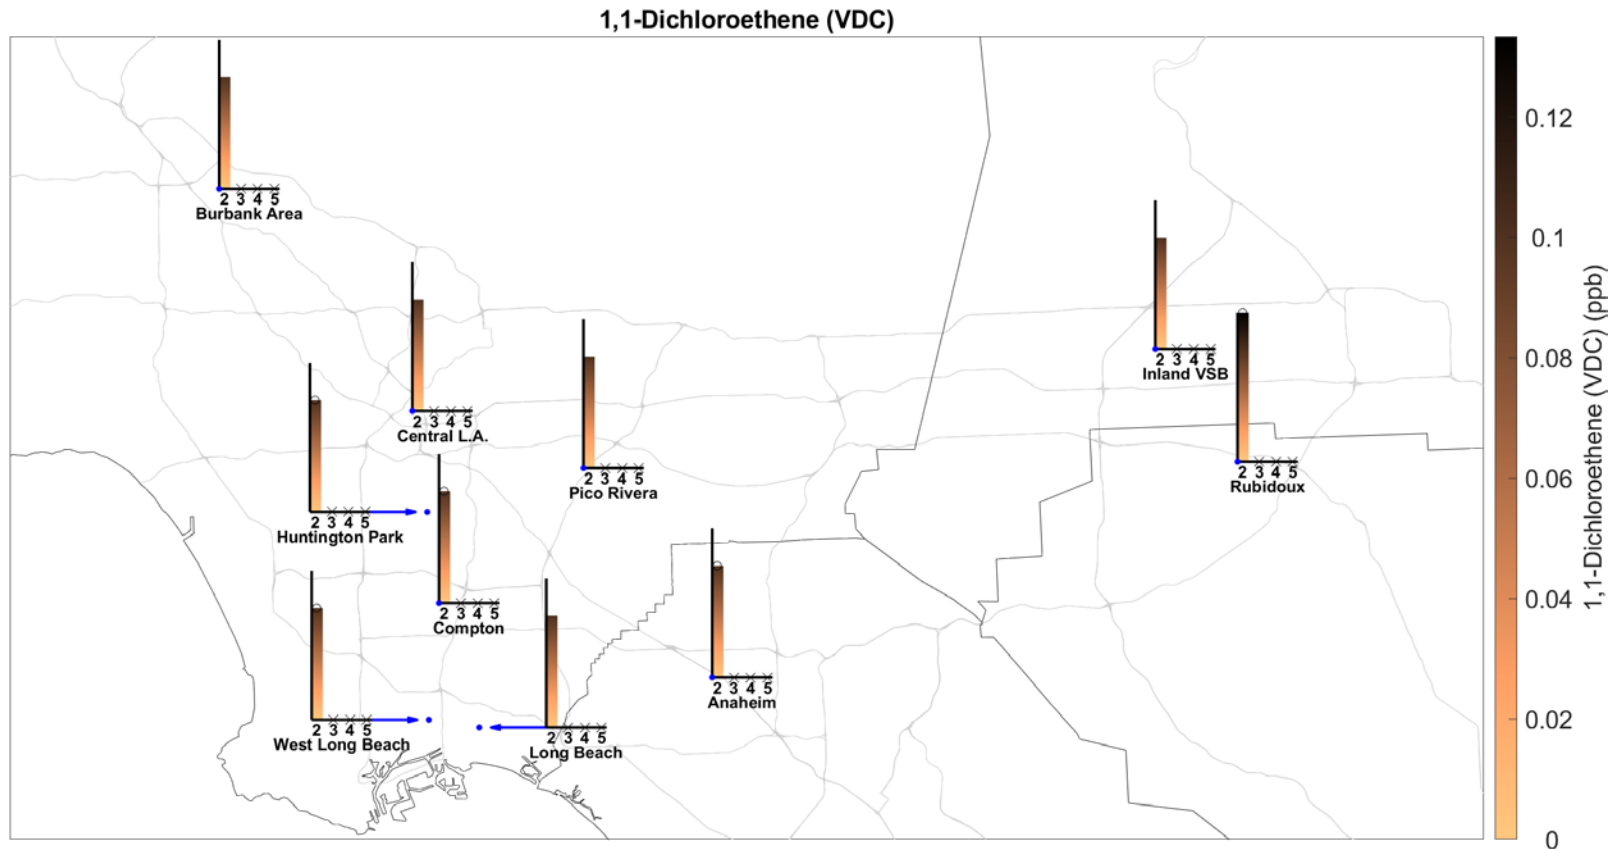 1,1-Dichloroethene (VDC)
2 3 4 5
Burbank Area
2 3 4 5
Central L.A.
2 3 4 5
Pico Rivera
2 3 4 5
Inland VSB
2 3 4 5
Rubidoux
2 3 4 5
Huntington Park
2 3 4 5
Compton
2 3 4 5
West Long Beach
2 3 4 5
Long Beach
2 3 4 5
Anaheim
0.12
0.1
0.08
0.06
0.04
0.02
0
1,1-Dichloroethene (VDC) (ppb)